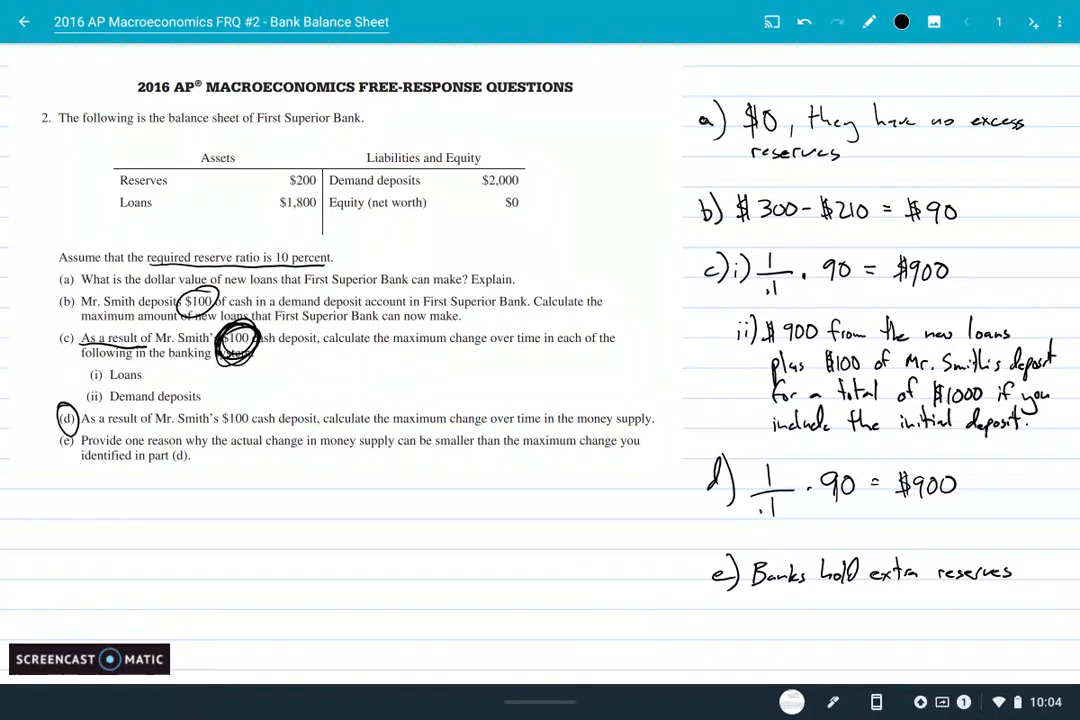 2016 AP Macroeconomics FRQ #2 - Bank Balance Sheet
1
2016 AP® MACROECONOMICS FREE-RESPONSE QUESTIONS
2. The following is the balance sheet of First Superior Bank.
Assets Liabilities and Equity
Reserves $200 Demand deposits $2,000
Loans $1,800 Equity (net worth) $0
Assume that the required reserve ratio is 10 percent.
(a) What is the dollar value of new loans that First Superior Bank can make? Explain.
(b) Mr. Smith deposits $100 of cash in a demand deposit account in First Superior Bank. Calculate the
maximum amount of new loans that First Superior Bank can now make.
(c) As a result of Mr. Smith's $100 cash deposit, calculate the maximum change over time in each of the
following in the banking system.
(i) Loans
(ii) Demand deposits
(d) As a result of Mr. Smith's $100 cash deposit, calculate the maximum change over time in the money supply.
(e) Provide one reason why the actual change in money supply can be smaller than the maximum change you
identified in part (d).
a) $0, they have no excess
reserves
b) $300 - $210 = $90
c) i) 1/.1 · 90 = $900
ii) $900 from the new loans
plus $100 of Mr. Smith's deposit
for a total of $1000 if you
include the initial deposit.
d) 1/.1 · 90 = $900
e) Banks hold extra reserves
SCREENCAST MATIC
1 10:04